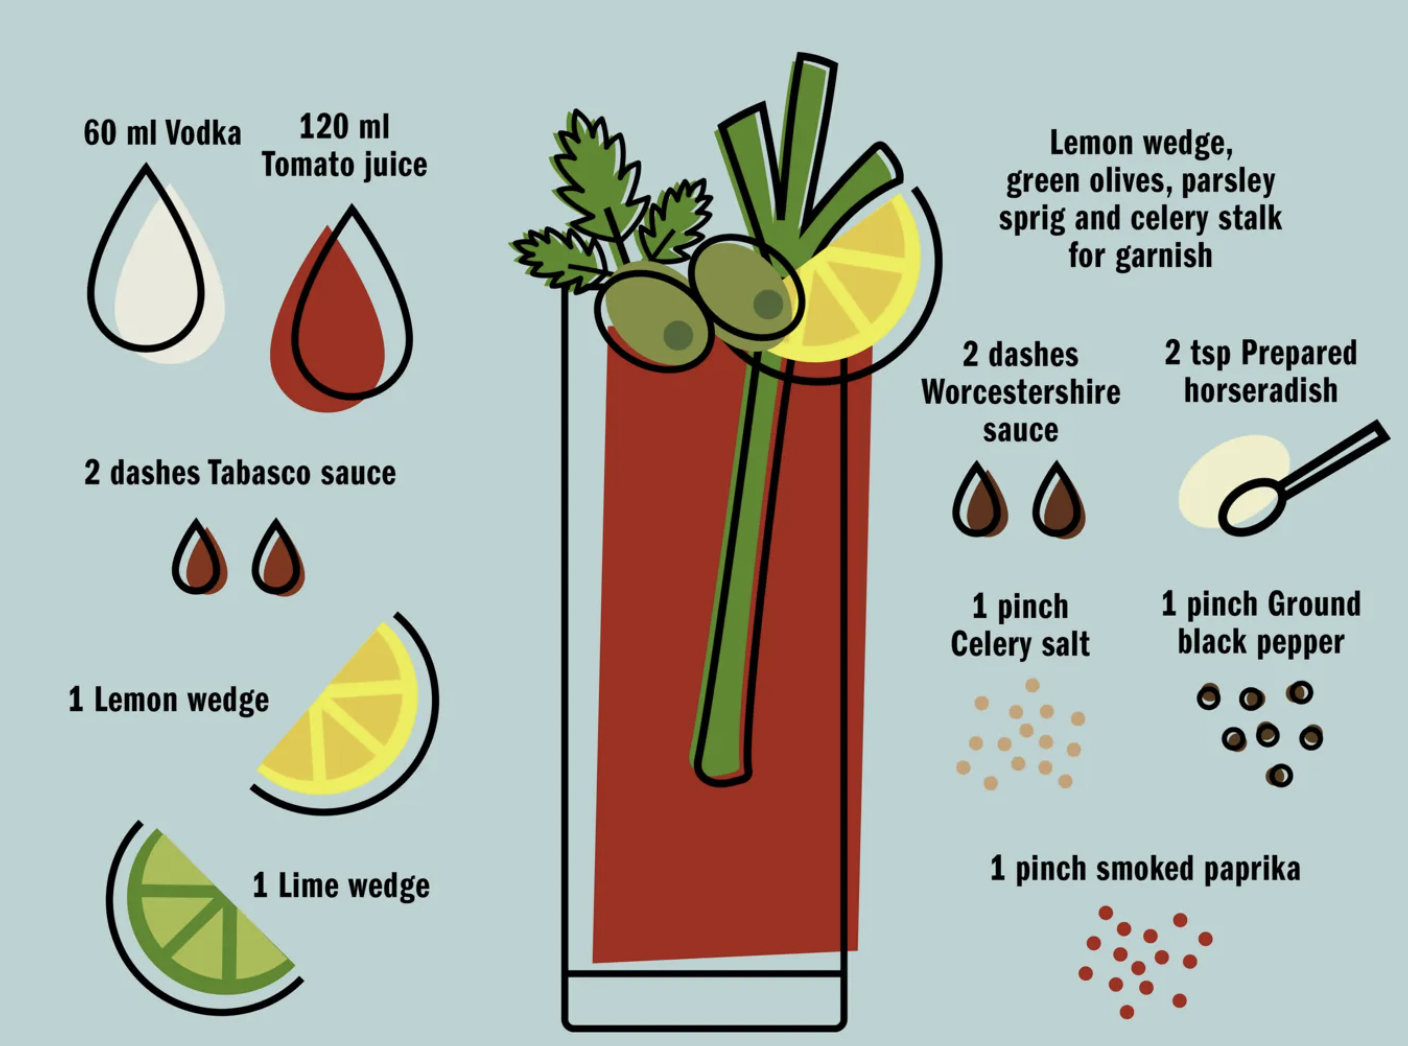 60 ml Vodka
120 ml
Tomato juice
2 dashes Tabasco sauce
1 Lemon wedge
1 Lime wedge
Lemon wedge,
green olives, parsley
sprig and celery stalk
for garnish
2 dashes
Worcestershire
sauce
2 tsp Prepared
horseradish
1 pinch
Celery salt
1 pinch Ground
black pepper
1 pinch smoked paprika